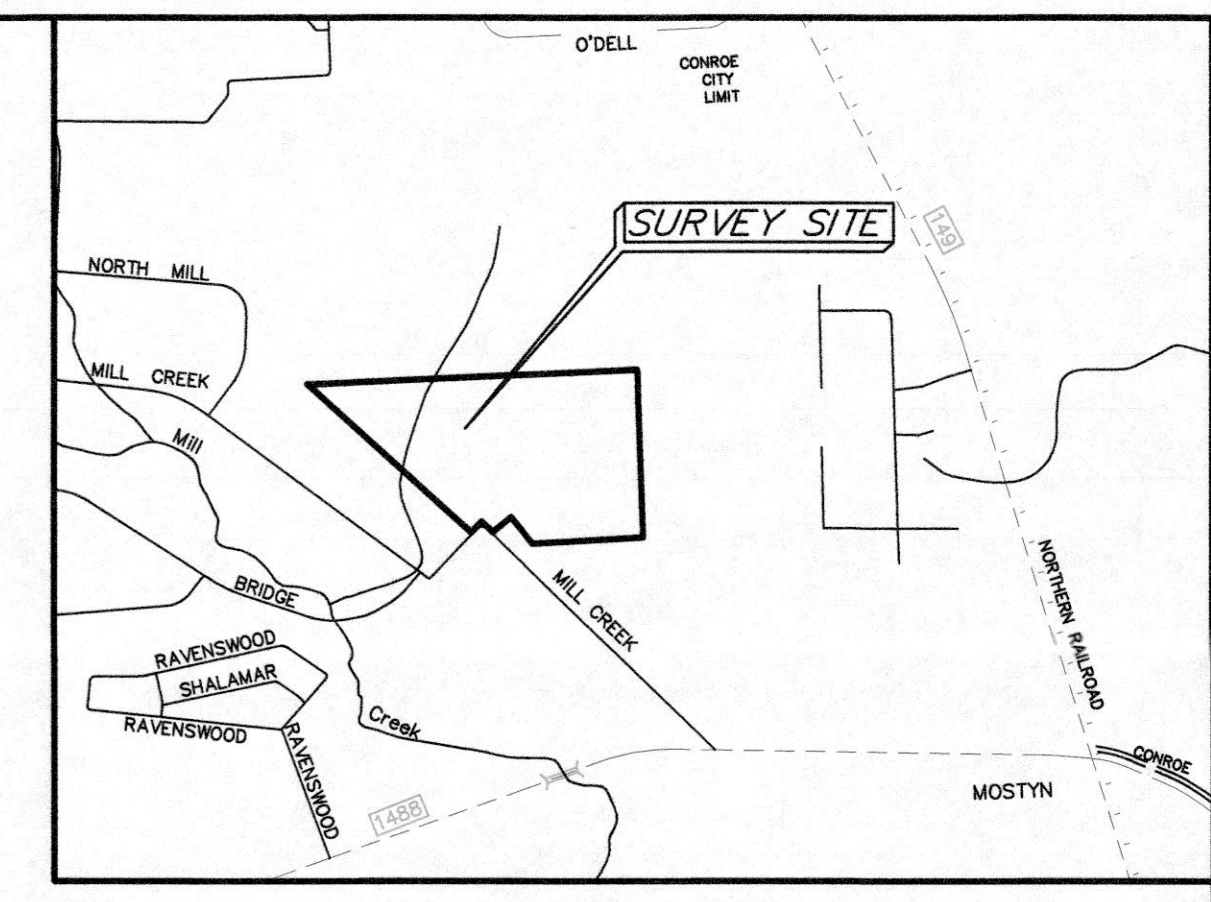 O'DELL
CONROE
CITY
LIMIT
SURVEY SITE
149
NORTH MILL
MILL CREEK
Mill
BRIDGE
MILL CREEK
NORTHERN RAILROAD
RAVENSWOOD
SHALAMAR
RAVENSWOOD
RAVENSWOOD
Creek
1488
CONROE
MOSTYN